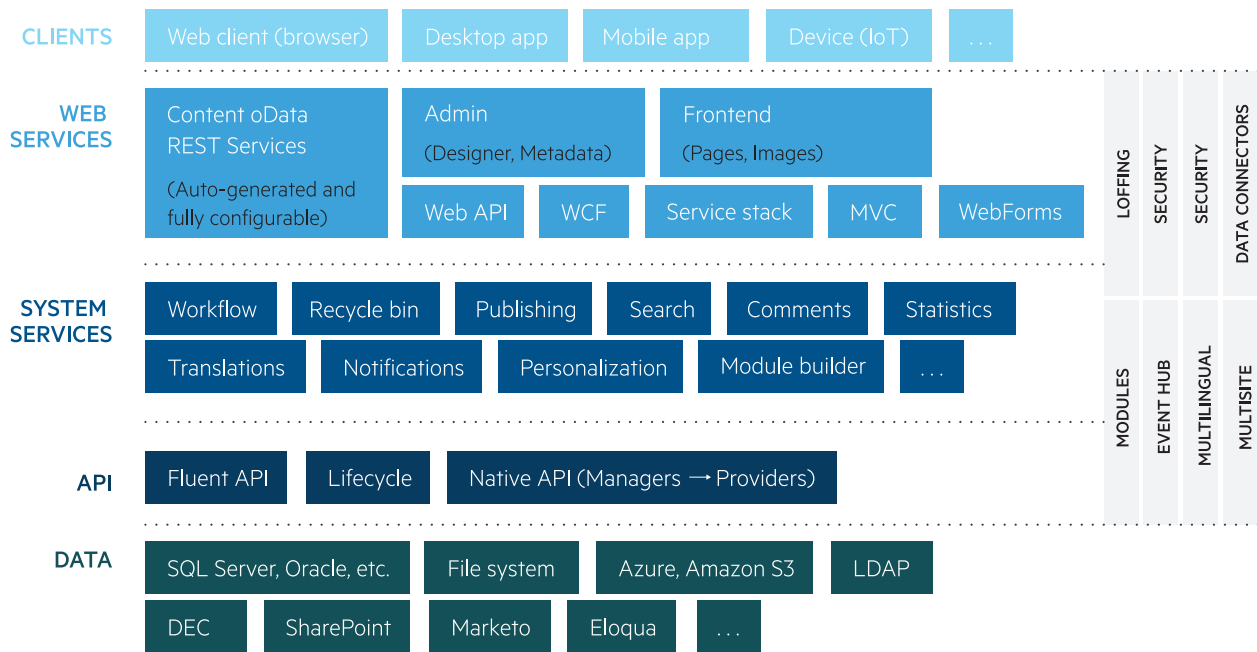 CLIENTS
Web client (browser)
Desktop app
Mobile app
Device (IoT)
...
WEB
SERVICES
Content oData
REST Services
(Auto-generated and
fully configurable)
Admin
(Designer, Metadata)
Frontend
(Pages, Images)
Web API
WCF
Service stack
MVC
WebForms
LOFFING
SECURITY
SECURITY
DATA CONNECTORS
SYSTEM
SERVICES
Workflow
Recycle bin
Publishing
Search
Comments
Statistics
Translations
Notifications
Personalization
Module builder
...
MODULES
EVENT HUB
MULTILINGUAL
MULTISITE
API
Fluent API
Lifecycle
Native API (Managers → Providers)
DATA
SQL Server, Oracle, etc.
File system
Azure, Amazon S3
LDAP
DEC
SharePoint
Marketo
Eloqua
...